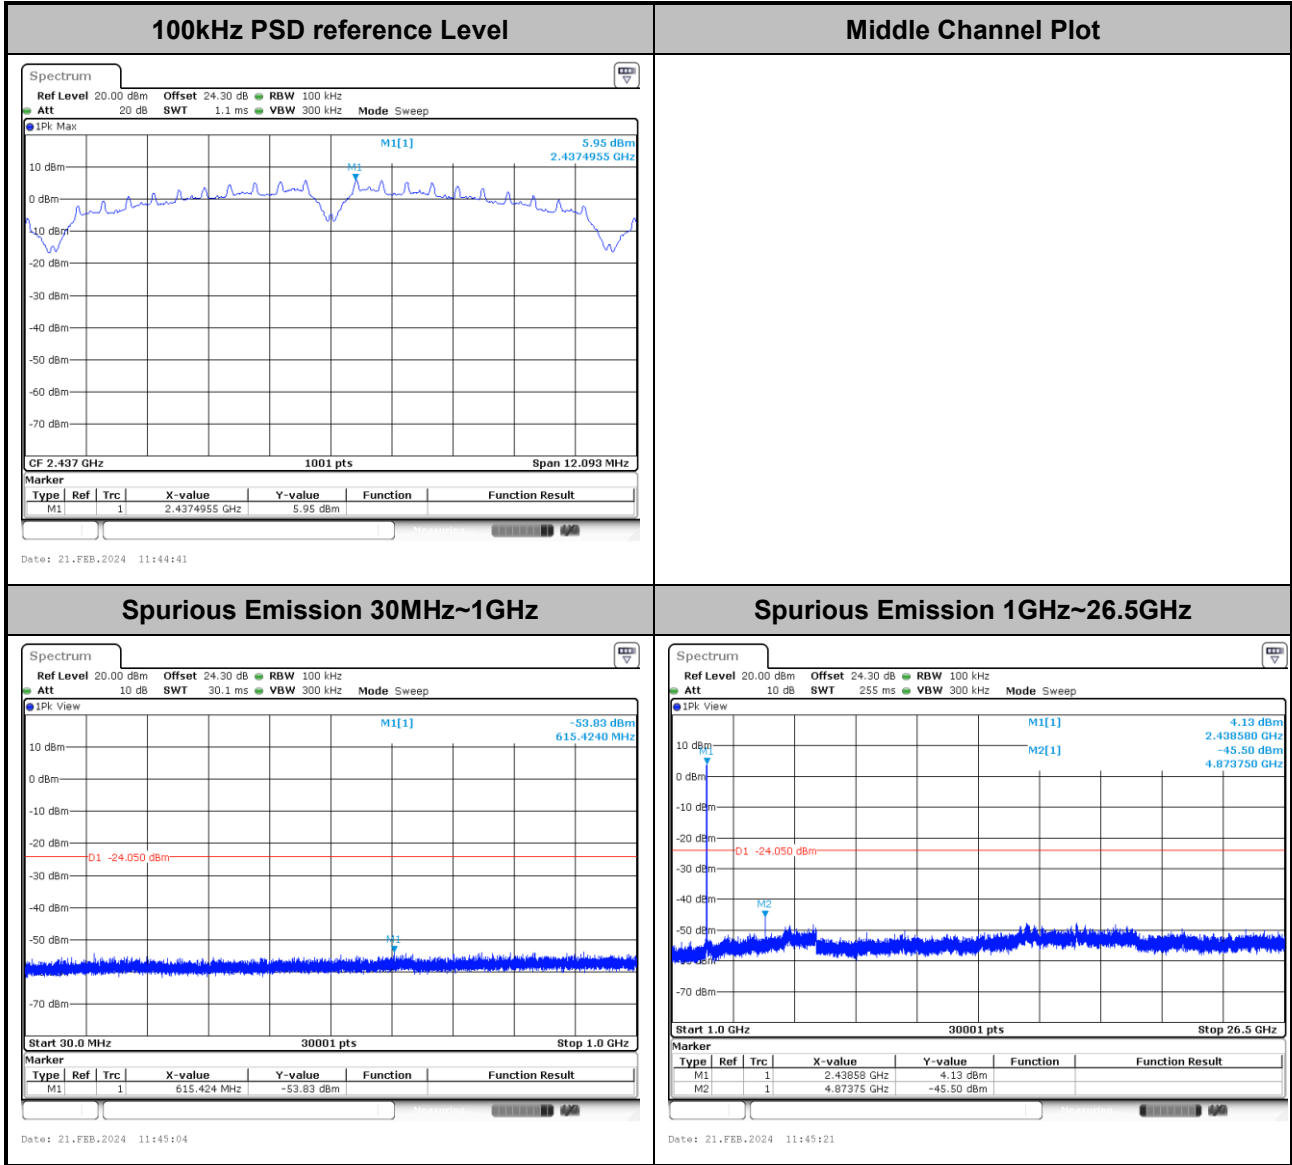 100kHz PSD reference Level
Middle Channel Plot
Spectrum
Ref Level 20.00 dBm Offset 24.30 dB RBW 100 kHz
Att 20 dB SWT 1.1 ms VBW 300 kHz Mode Sweep
1Pk Max
M1[1] 5.95 dBm
2.4374955 GHz
10 dBm
M1
0 dBm
-10 dBm
-20 dBm
-30 dBm
-40 dBm
-50 dBm
-60 dBm
-70 dBm
CF 2.437 GHz 1001 pts Span 12.093 MHz
Marker
Type Ref Trc X-value Y-value Function Function Result
M1 1 2.4374955 GHz 5.95 dBm
Date: 21.FEB.2024 11:44:41
Spurious Emission 30MHz~1GHz
Spurious Emission 1GHz~26.5GHz
Spectrum
Ref Level 20.00 dBm Offset 24.30 dB RBW 100 kHz
Att 10 dB SWT 30.1 ms VBW 300 kHz Mode Sweep
1Pk View
M1[1] -53.83 dBm
615.4240 MHz
10 dBm
0 dBm
-10 dBm
-20 dBm
D1 -24.050 dBm
-30 dBm
-40 dBm
-50 dBm
M1
-70 dBm
Start 30.0 MHz 30001 pts Stop 1.0 GHz
Marker
Type Ref Trc X-value Y-value Function Function Result
M1 1 615.424 MHz -53.83 dBm
Date: 21.FEB.2024 11:45:04
Spectrum
Ref Level 20.00 dBm Offset 24.30 dB RBW 100 kHz
Att 10 dB SWT 255 ms VBW 300 kHz Mode Sweep
1Pk View
M1[1] 4.13 dBm
2.438580 GHz
M2[1] -45.50 dBm
4.873750 GHz
10 dBm
M1
0 dBm
-10 dBm
-20 dBm
D1 -24.050 dBm
-30 dBm
-40 dBm
M2
-50 dBm
-70 dBm
Start 1.0 GHz 30001 pts Stop 26.5 GHz
Marker
Type Ref Trc X-value Y-value Function Function Result
M1 1 2.43858 GHz 4.13 dBm
M2 1 4.87375 GHz -45.50 dBm
Date: 21.FEB.2024 11:45:21